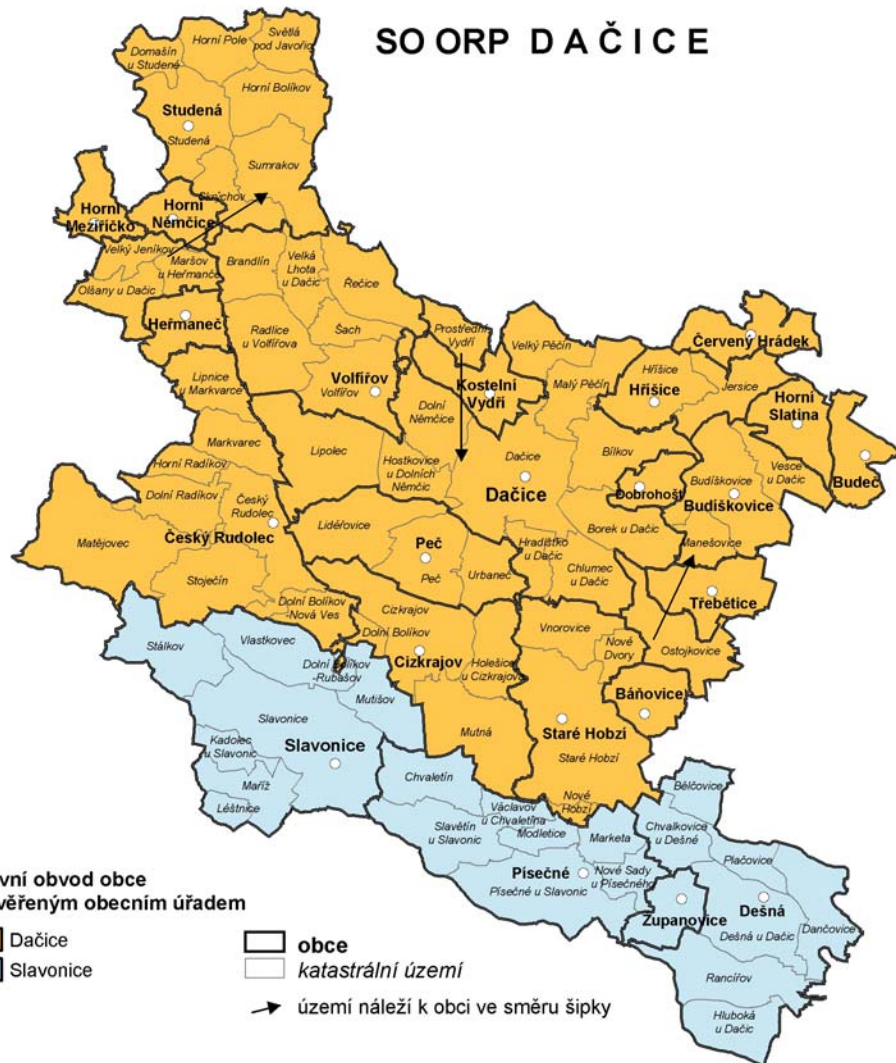 SO ORP DAČICE
Domašín
u Studené
Horní Pole
Světlá
pod Javořic
Horní Bolíkov
Studená
Studená
Sumrakov
Skrýchov
Horní
Meziříčko
Horní
Němčice
Velký Jeníkov
Maršov
u Heřmanče
Olšany u Dačic
Heřmaneč
Brandlín
Velká
Lhota
u Dačic
Řečice
Radlice
u Volfířova
Šach
Volfířov
Volfířov
Prostřední
Vydří
Kostelní
Vydří
Velký Pěčín
Malý Pěčín
Červený Hrádek
Hříšice
Hříšice
Jersice
Horní
Slatina
Budeč
Lipnice
u Markvarce
Markvarec
Horní Radíkov
Dolní Radíkov
Český
Rudolec
Český Rudolec
Matějovec
Stoječín
Dolní Bolíkov
-Nová Ves
Lipolec
Dolní
Němčice
Hostkovice
u Dolních
Němčic
Dačice
Dačice
Bílkov
Dobrohošť
Budíškovice
Budíškovice
Vesce
u Dačic
Manešovice
Borek u Dačic
Hradišťko
u Dačic
Chlumec
u Dačic
Lidéřovice
Peč
Peč
Urbaneč
Třebětice
Ostojkovice
Cizkrajov
Dolní Bolíkov
Cizkrajov
Holešice
u Cizkrajova
Mutná
Vnorovice
Nové
Dvory
Báňovice
Staré Hobzí
Staré Hobzí
Nové
Hobzí
Stálkov
Vlastkovec
Dolní Bolíkov
-Rubašov
Mutišov
Slavonice
Slavonice
Kadolec
u Slavonic
Maříž
Léštnice
Chvaletín
Václavov
u Chvaletína
Slavětín
u Slavonic
Modletice
Marketa
Písečné
Písečné u Slavonic
Nové Sady
u Písečného
Bělčovice
Chvalkovice
u Dešné
Plačovice
Županovice
Dešná
Dešná u Dačic
Dančovice
Rancířov
Hluboká
u Dačic
vní obvod obce
věřeným obecním úřadem
Dačice
Slavonice
obce
katastrální území
území náleží k obci ve směru šipky